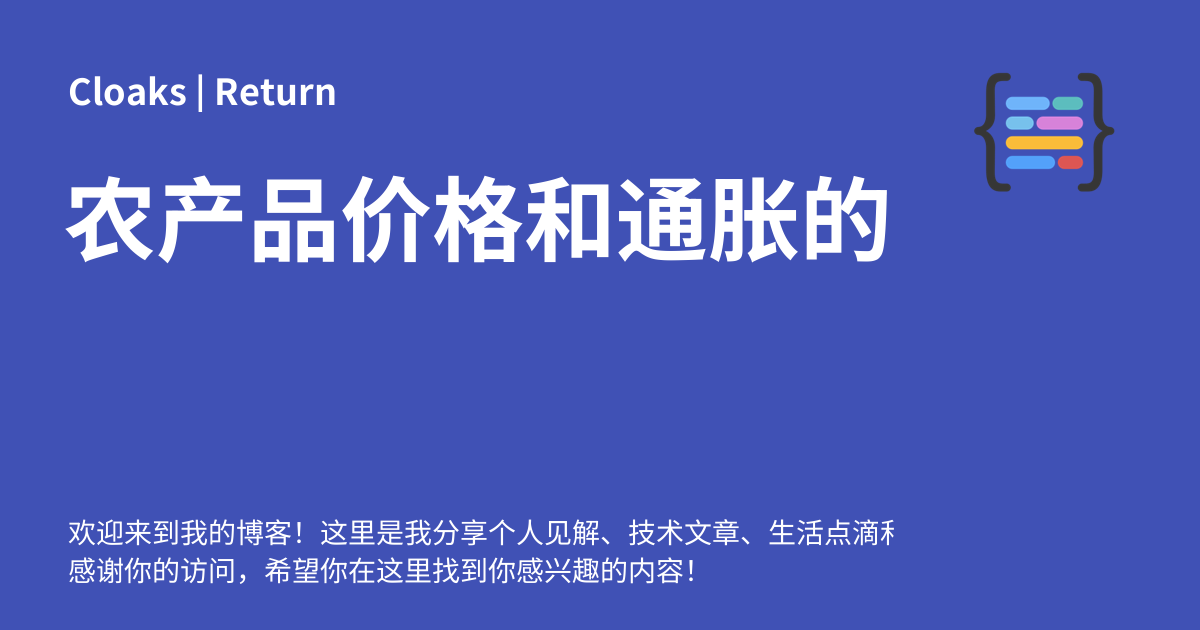 Cloaks | Return
农产品价格和通胀的
欢迎来到我的博客！这里是我分享个人见解、技术文章、生活点滴
感谢你的访问，希望你在这里找到你感兴趣的内容！